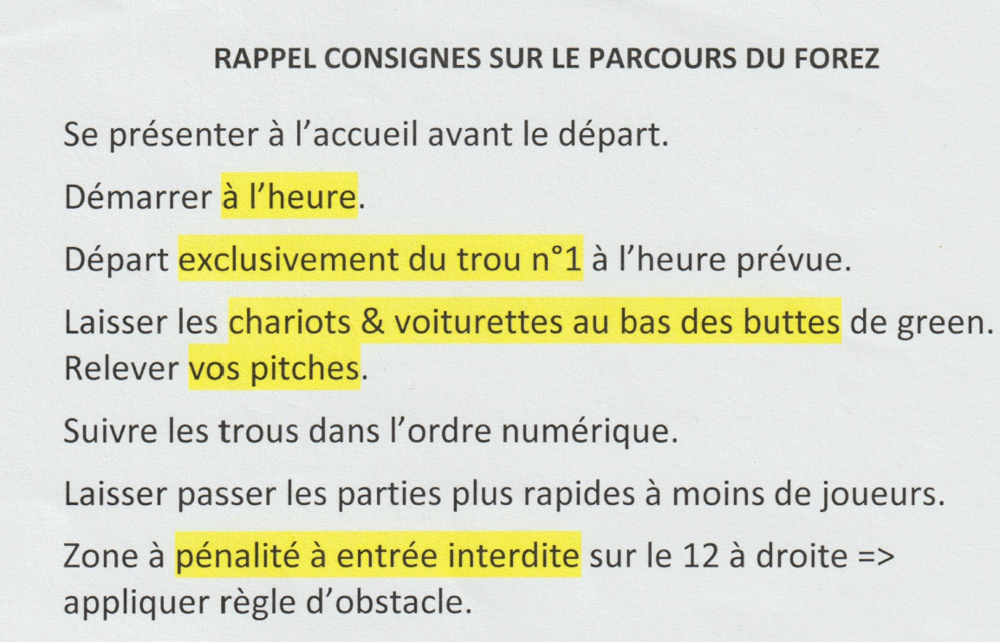 RAPPEL CONSIGNES SUR LE PARCOURS DU FOREZ
Se présenter à l’accueil avant le départ.
Démarrer à l’heure.
Départ exclusivement du trou n°1 à l’heure prévue.
Laisser les chariots & voiturettes au bas des buttes de green.
Relever vos pitches.
Suivre les trous dans l’ordre numérique.
Laisser passer les parties plus rapides à moins de joueurs.
Zone à pénalité à entrée interdite sur le 12 à droite =>
appliquer règle d’obstacle.